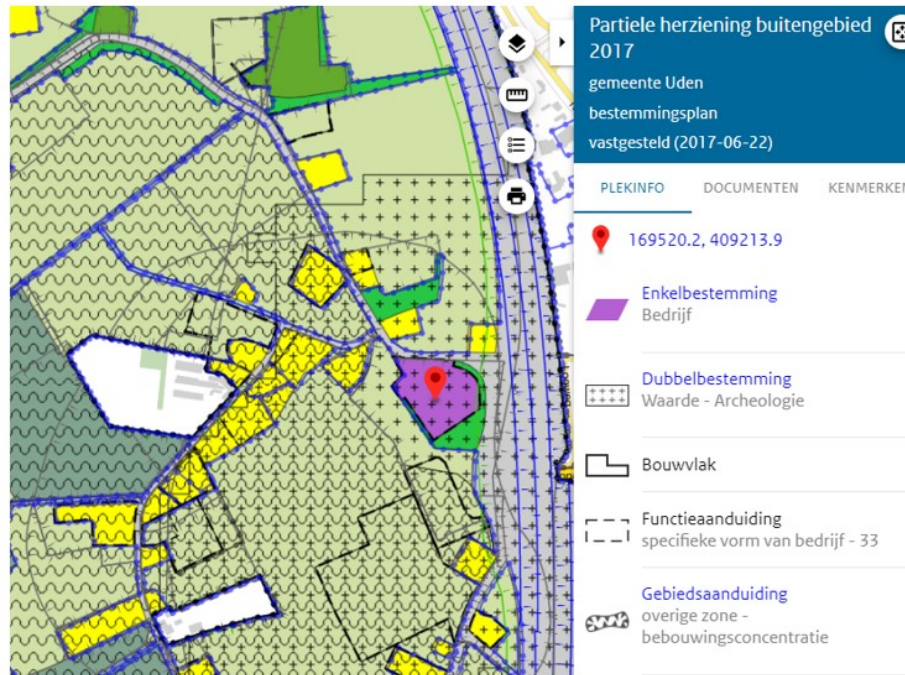 Partiele herziening buitengebied
2017
gemeente Uden
bestemmingsplan
vastgesteld (2017-06-22)
PLEKINFO DOCUMENTEN KENMERKEN
169520.2, 409213.9
Enkelbestemming
Bedrijf
Dubbelbestemming
Waarde - Archeologie
Bouwvlak
Functieaanduiding
specifieke vorm van bedrijf - 33
Gebiedsaanduiding
overige zone -
bebouwingsconcentratie